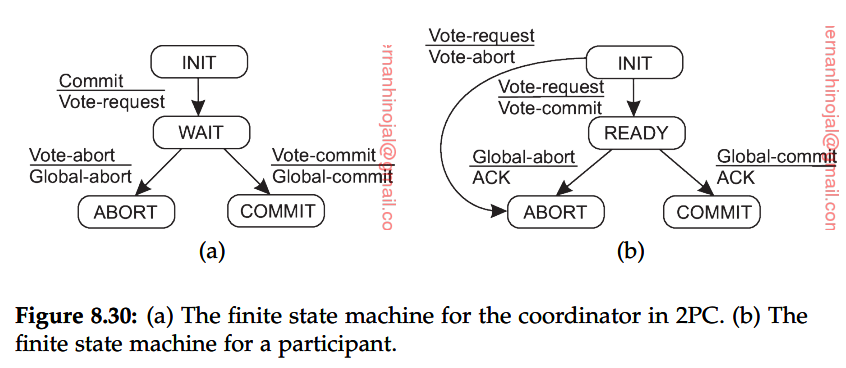 INIT
Commit
Vote-request
WAIT
Vote-abort
Global-abort
Vote-commit
Global-commit
ABORT
COMMIT
(a)
ernanhinojal@gmail.co
Vote-request
Vote-abort
INIT
Vote-request
Vote-commit
READY
Global-abort
ACK
Global-commit
ACK
ABORT
COMMIT
(b)
ernanhinojal@gmail.con
Figure 8.30: (a) The finite state machine for the coordinator in 2PC. (b) The
finite state machine for a participant.